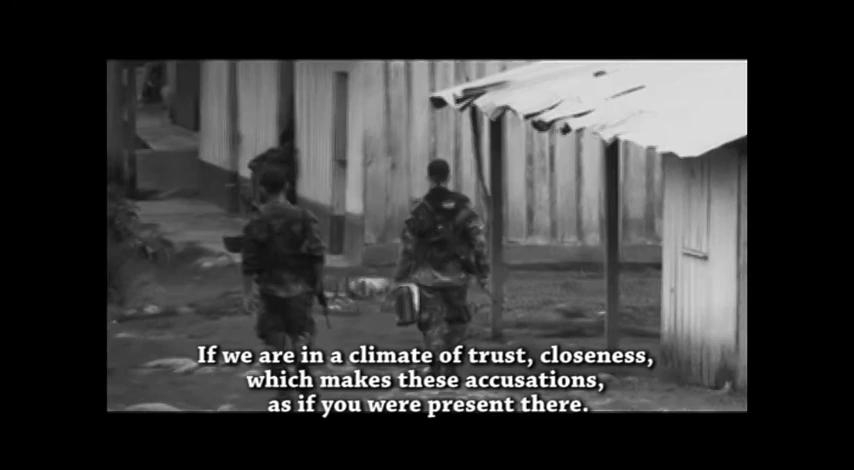 If we are in a climate of trust, closeness,
which makes these accusations,
as if you were present there.